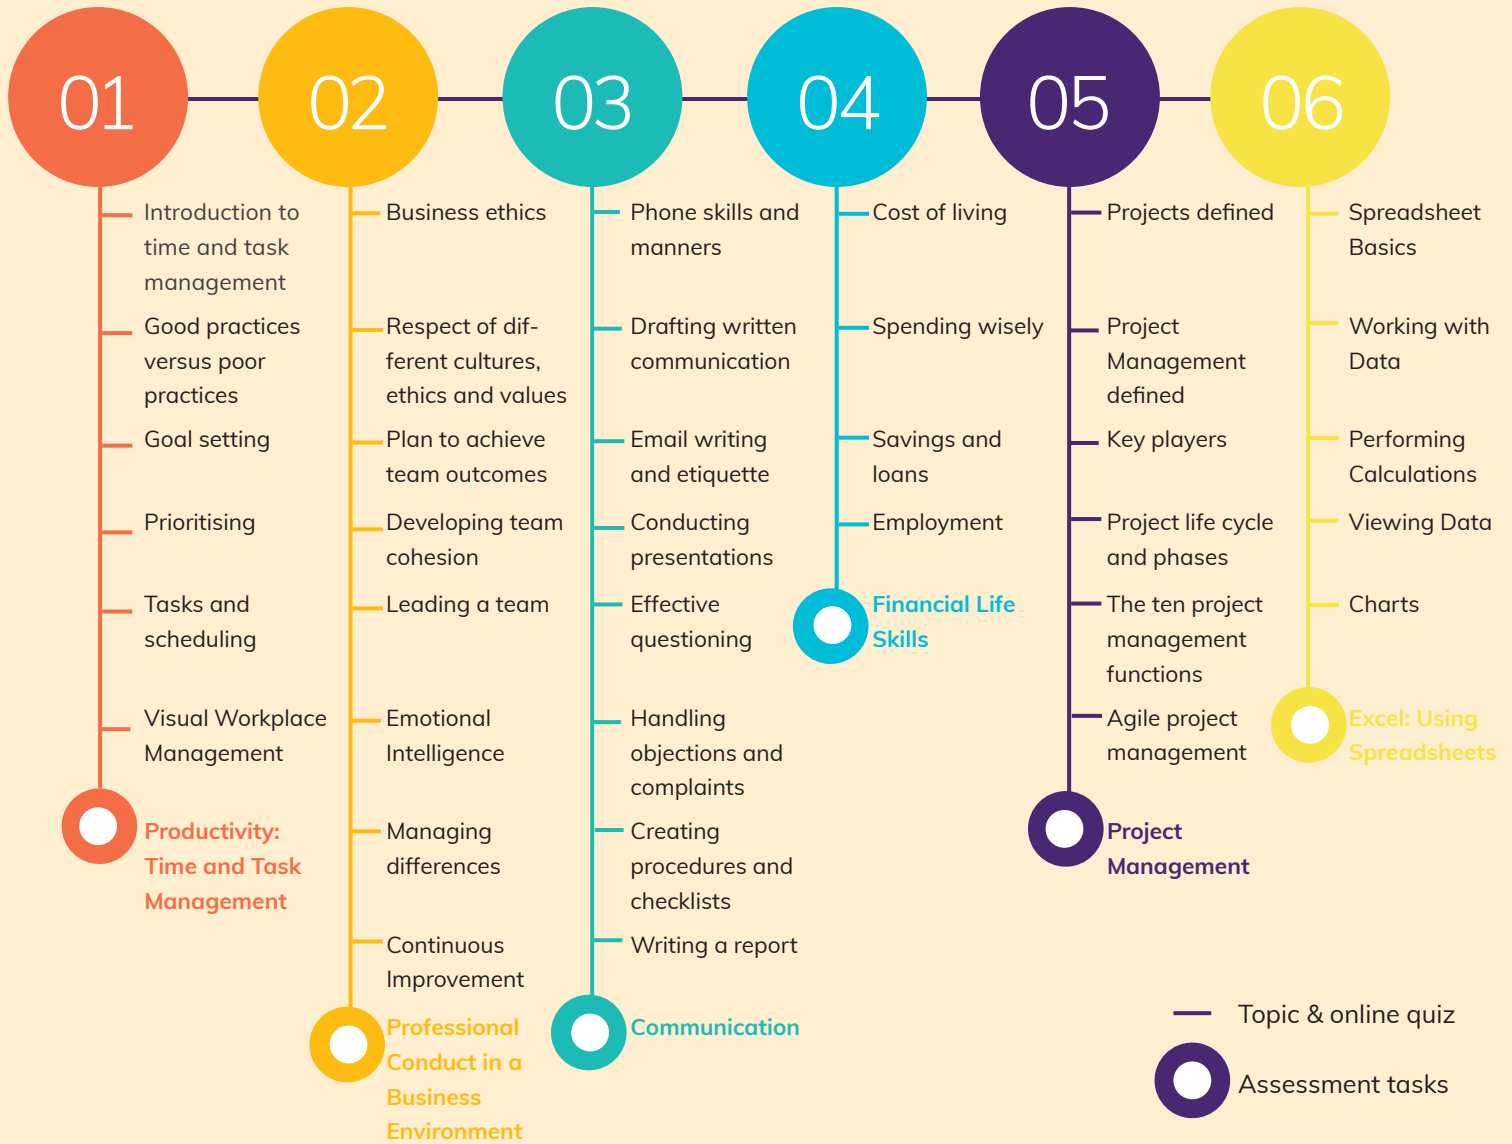 01
02
03
04
05
06
Introduction to
time and task
management
Good practices
versus poor
practices
Goal setting
Prioritising
Tasks and
scheduling
Visual Workplace
Management
Productivity:
Time and Task
Management
Business ethics
Respect of dif-
ferent cultures,
ethics and values
Plan to achieve
team outcomes
Developing team
cohesion
Leading a team
Emotional
Intelligence
Managing
differences
Continuous
Improvement
Professional
Conduct in a
Business
Environment
Phone skills and
manners
Drafting written
communication
Email writing
and etiquette
Conducting
presentations
Effective
questioning
Handling
objections and
complaints
Creating
procedures and
checklists
Writing a report
Communication
Cost of living
Spending wisely
Savings and
loans
Employment
Financial Life
Skills
Projects defined
Project
Management
defined
Key players
Project life cycle
and phases
The ten project
management
functions
Agile project
management
Project
Management
Spreadsheet
Basics
Working with
Data
Performing
Calculations
Viewing Data
Charts
Excel: Using
Spreadsheets
Topic & online quiz
Assessment tasks